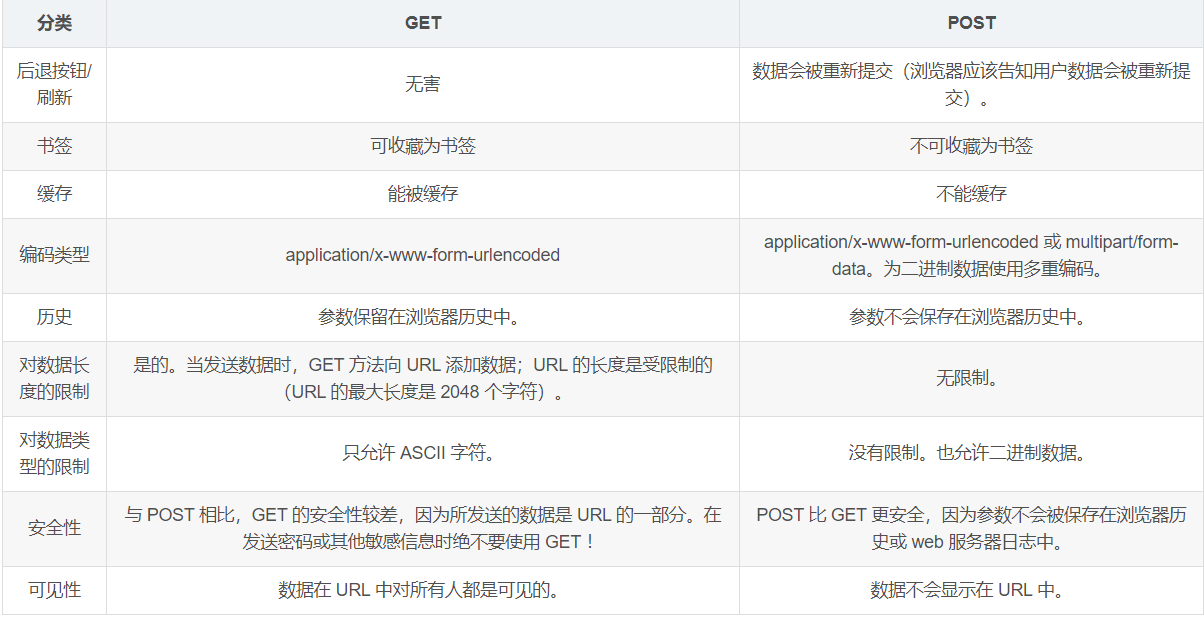 分类 GET POST
后退按钮/
刷新
无害
数据会被重新提交（浏览器应该告知用户数据会被重新提
交）。
书签 可收藏为书签 不可收藏为书签
缓存 能被缓存 不能缓存
编码类型 application/x-www-form-urlencoded
application/x-www-form-urlencoded 或 multipart/form-
data。为二进制数据使用多重编码。
历史 参数保留在浏览器历史中。 参数不会保存在浏览器历史中。
对数据长
度的限制
是的。当发送数据时，GET 方法向 URL 添加数据；URL 的长度是受限制的
（URL 的最大长度是 2048 个字符）。
无限制。
对数据类
型的限制
只允许 ASCII 字符。 没有限制。也允许二进制数据。
安全性
与 POST 相比，GET 的安全性较差，因为所发送的数据是 URL 的一部分。在
发送密码或其他敏感信息时绝不要使用 GET ！
POST 比 GET 更安全，因为参数不会被保存在浏览器历
史或 web 服务器日志中。
可见性 数据在 URL 中对所有人都是可见的。 数据不会显示在 URL 中。